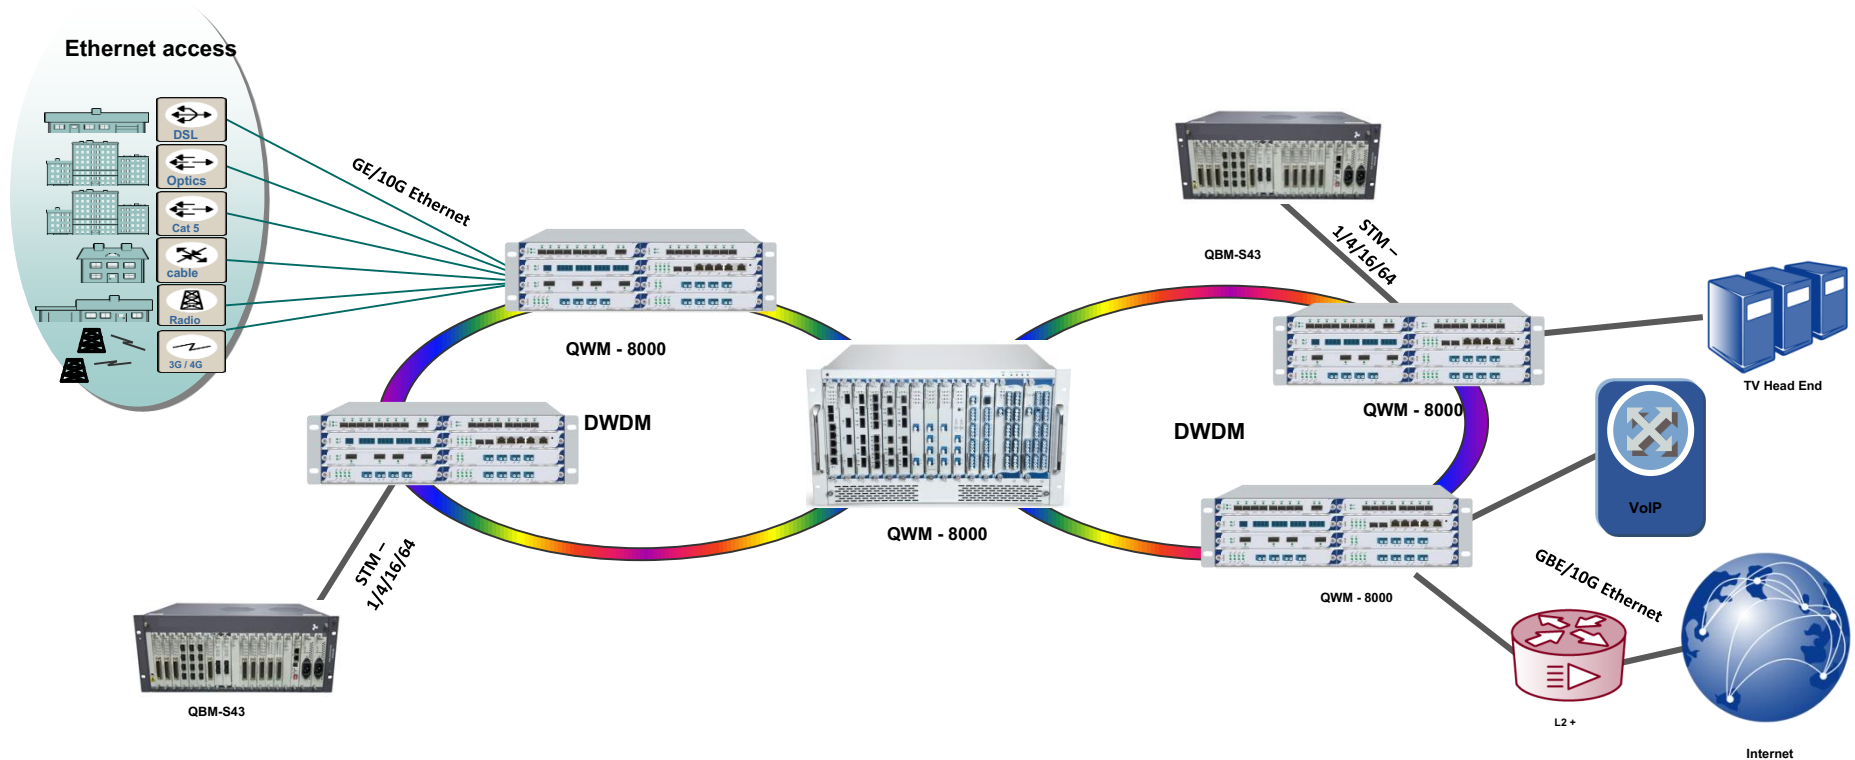 Ethernet access
DSL
Optics
Cat 5
cable
Radio
3G / 4G
GE/10G Ethernet
QWM - 8000
DWDM
STM –
1/4/16/64
QBM-S43
QWM - 8000
QBM-S43
STM –
1/4/16/64
DWDM
QWM - 8000
TV Head End
VoIP
QWM - 8000
GBE/10G Ethernet
L2 +
Internet